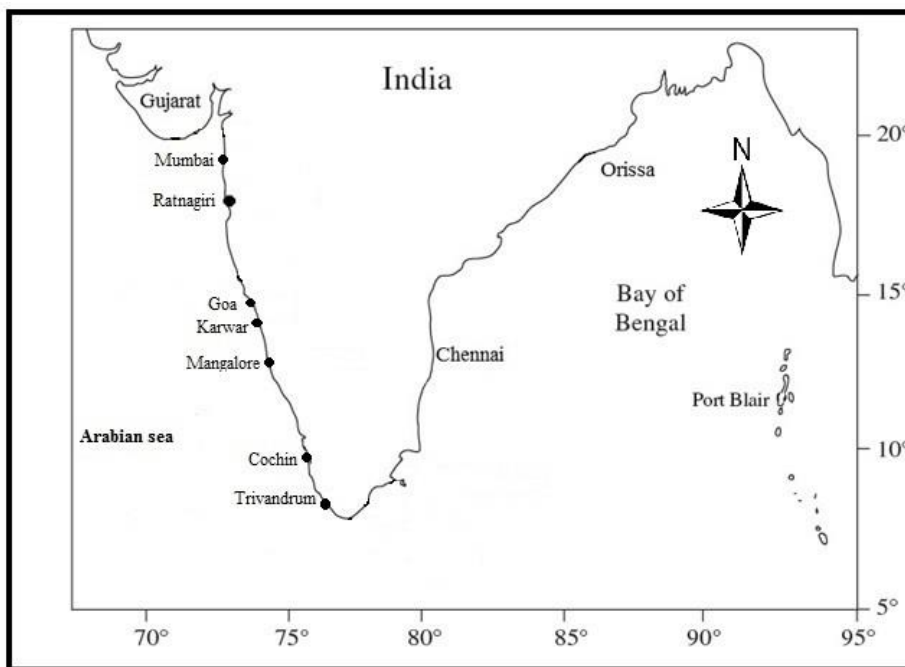 India
Gujarat
N
20°
Mumbai
Orissa
Ratnagiri
Bay of
Bengal
15°
Goa
Karwar
Chennai
Mangalore
Port Blair
Arabian sea
10°
Cochin
Trivandrum
5°
70°
75°
80°
85°
90°
95°